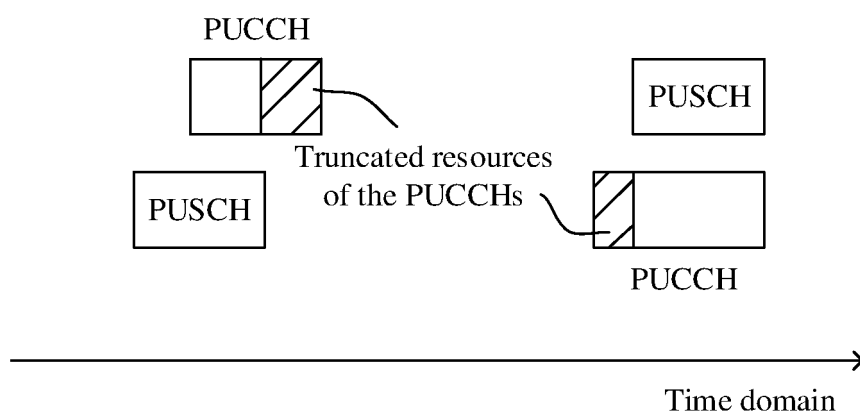 PUCCH
PUSCH
Truncated resources
of the PUCCHs
PUSCH
PUCCH
Time domain